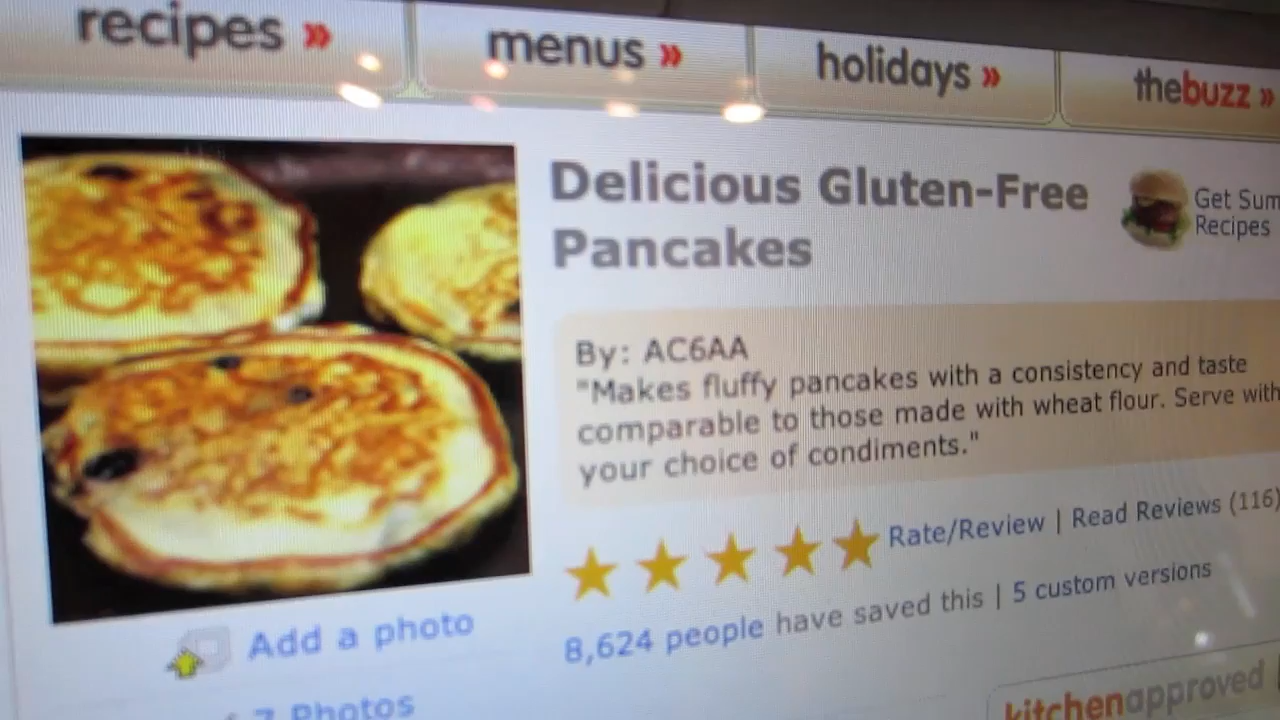 recipes »
menus »
holidays »
thebuzz »
Delicious Gluten-Free
Pancakes
Get Sum
Recipes
By: AC6AA
"Makes fluffy pancakes with a consistency and taste
comparable to those made with wheat flour. Serve with
your choice of condiments."
Rate/Review | Read Reviews (116)
8,624 people have saved this | 5 custom versions
Add a photo
7 Photos
kitchenapproved